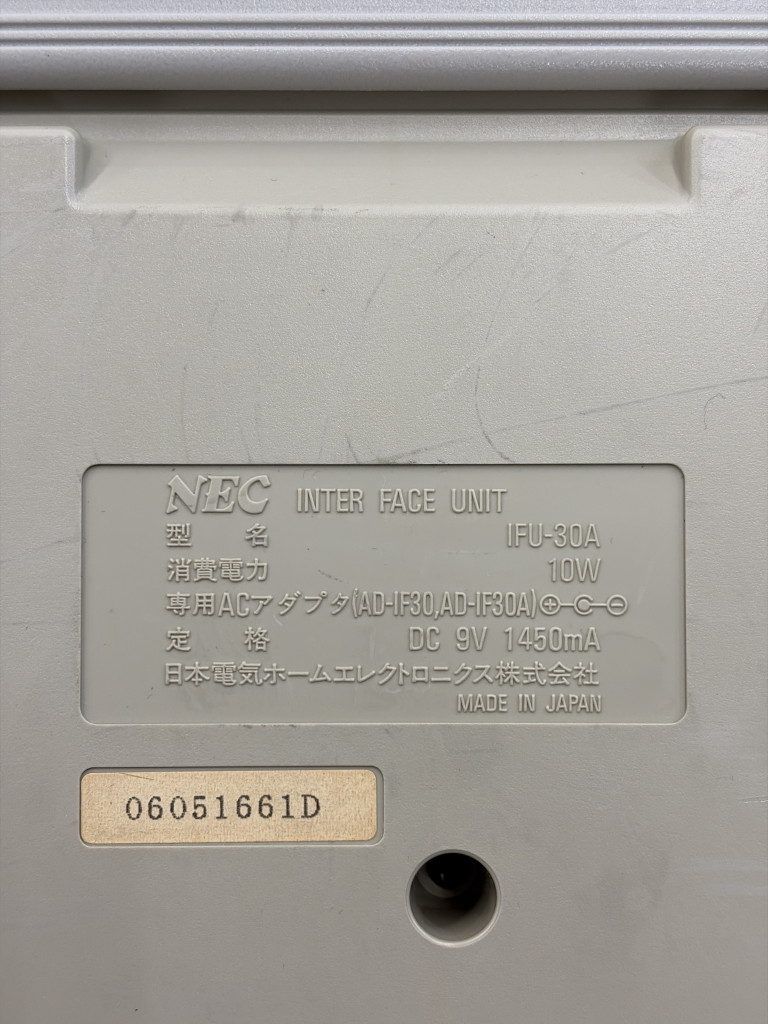 NEC INTER FACE UNIT
型 名 IFU-30A
消費電力 10W
専用ACアダプタ(AD-IF30,AD-IF30A)⊕-C-⊖
定 格 DC 9V 1450mA
日本電気ホームエレクトロニクス株式会社
MADE IN JAPAN
06051661D